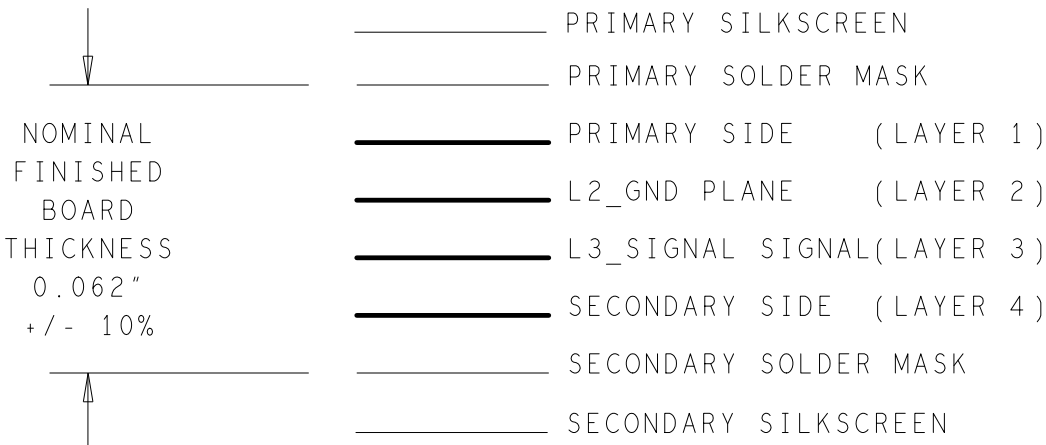 PRIMARY SILKSCREEN
PRIMARY SOLDER MASK
PRIMARY SIDE (LAYER 1)
L2_GND PLANE (LAYER 2)
L3_SIGNAL SIGNAL(LAYER 3)
SECONDARY SIDE (LAYER 4)
SECONDARY SOLDER MASK
SECONDARY SILKSCREEN
NOMINAL
FINISHED
BOARD
THICKNESS
0.062"
+/- 10%